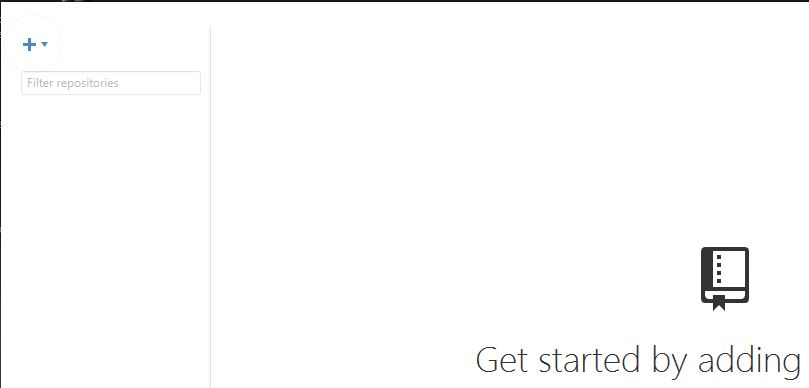 Filter repositories
Get started by adding